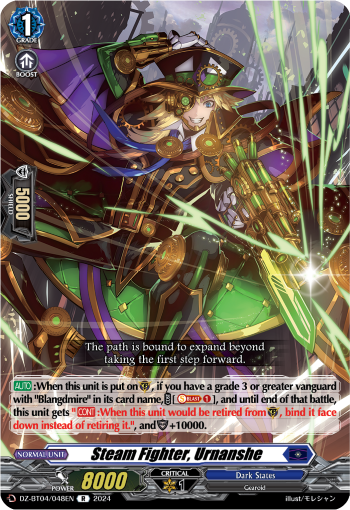 1
GRADE
BOOST
5000
SHIELD
The path is bound to expand beyond
taking the first step forward.
AUTO:When this unit is put on , if you have a grade 3 or greater vanguard
with "Blangdmire" in its card name, [ BLAST 1 ], and until end of that battle,
this unit gets " CONT:When this unit would be retired from , bind it face
down instead of retiring it.", and +10000.
NORMAL UNIT
Steam Fighter, Urnanshe
POWER
8000
CRITICAL
1
Dark States
Gearoid
DZ-BT04/048EN R 2024
illust/モレシャン